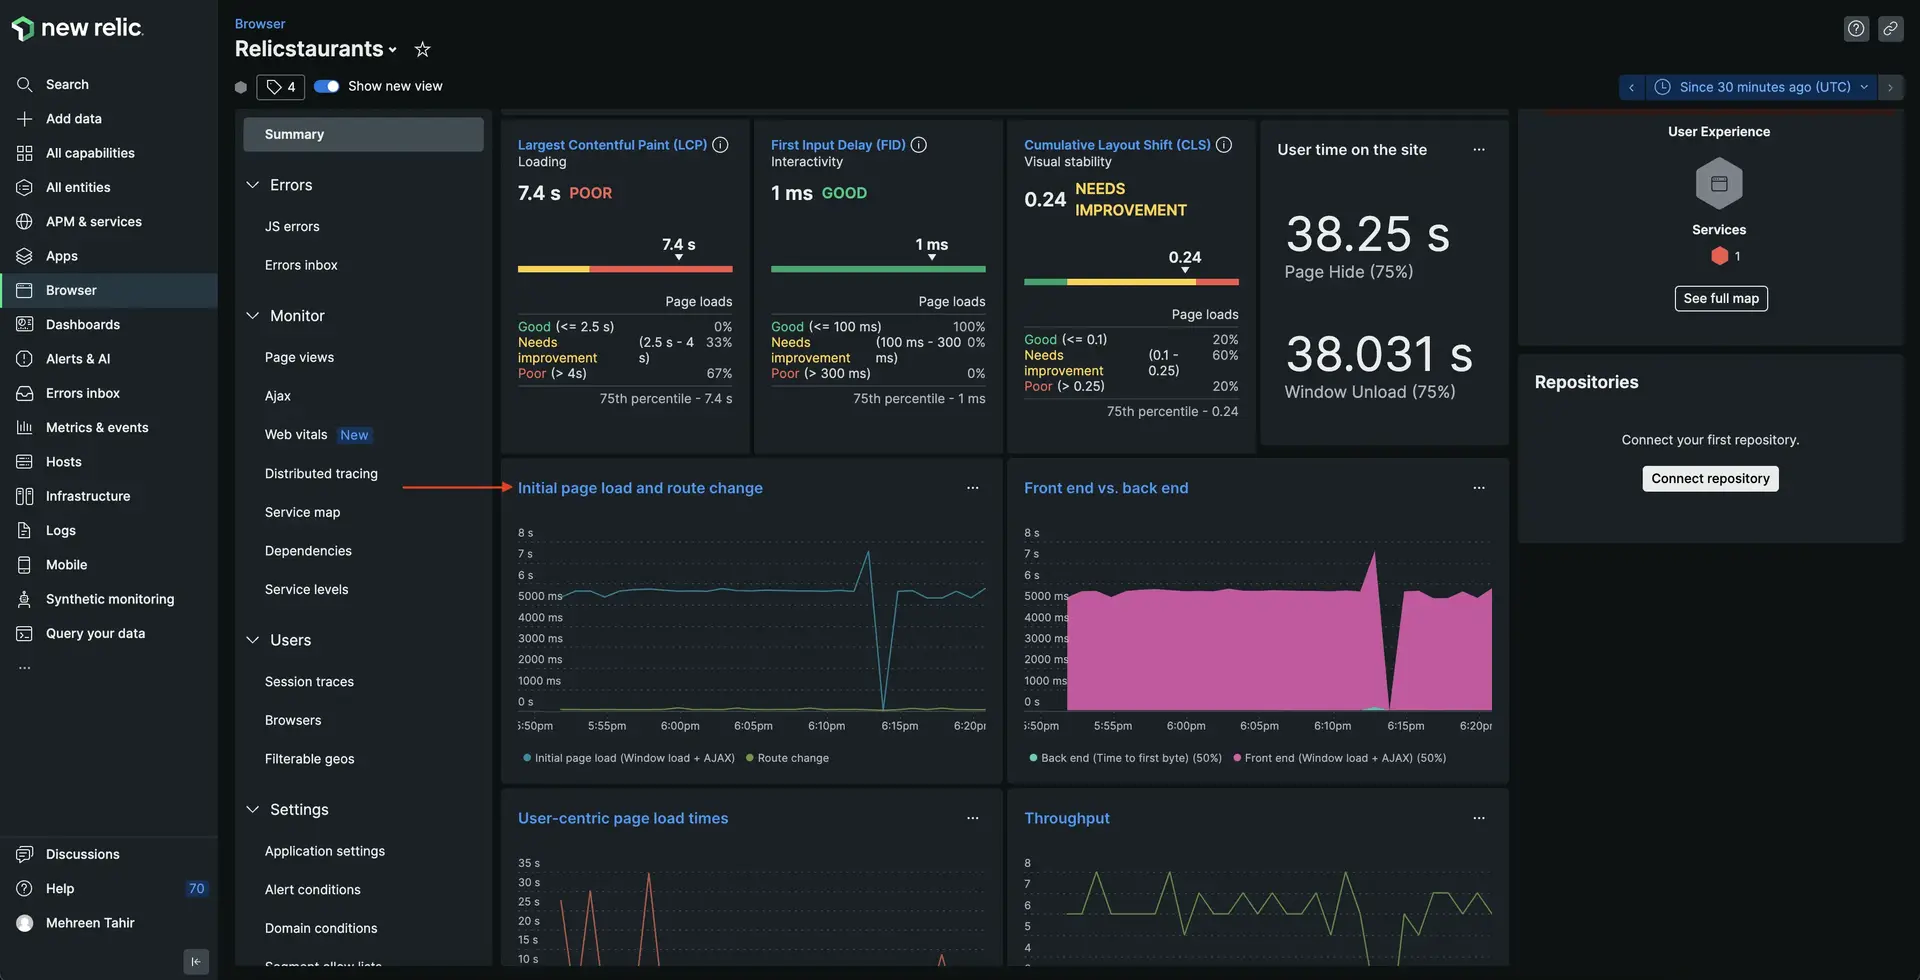 new relic.
Search
Add data
All capabilities
All entities
APM & services
Apps
Browser
Dashboards
Alerts & AI
Errors inbox
Metrics & events
Hosts
Infrastructure
Logs
Mobile
Synthetic monitoring
Query your data
...
Discussions
Help 70
Mehreen Tahir
Browser
Relicstaurants
4 Show new view
Since 30 minutes ago (UTC)
Summary
Errors
JS errors
Errors inbox
Monitor
Page views
Ajax
Web vitals New
Distributed tracing
Service map
Dependencies
Service levels
Users
Session traces
Browsers
Filterable geos
Settings
Application settings
Alert conditions
Domain conditions
Segment allow lists
Largest Contentful Paint (LCP)
Loading
7.4 s POOR
7.4 s
Page loads
Good (<= 2.5 s) 0%
Needs improvement (2.5 s - 4 s) 33%
Poor (> 4s) 67%
75th percentile - 7.4 s
First Input Delay (FID)
Interactivity
1 ms GOOD
1 ms
Page loads
Good (<= 100 ms) 100%
Needs improvement (100 ms - 300 ms) 0%
Poor (> 300 ms) 0%
75th percentile - 1 ms
Cumulative Layout Shift (CLS)
Visual stability
0.24 NEEDS IMPROVEMENT
0.24
Page loads
Good (<= 0.1) 20%
Needs improvement (0.1 - 0.25) 60%
Poor (> 0.25) 20%
75th percentile - 0.24
User time on the site
...
38.25 s
Page Hide (75%)
38.031 s
Window Unload (75%)
User Experience
Services
1
See full map
Repositories
Connect your first repository.
Connect repository
Initial page load and route change
...
8 s
7 s
6 s
5000 ms
4000 ms
3000 ms
2000 ms
1000 ms
0 s
5:50pm 5:55pm 6:00pm 6:05pm 6:10pm 6:15pm 6:20pm
Initial page load (Window load + AJAX) Route change
Front end vs. back end
...
8 s
7 s
6 s
5000 ms
4000 ms
3000 ms
2000 ms
1000 ms
0 s
5:50pm 5:55pm 6:00pm 6:05pm 6:10pm 6:15pm 6:20pm
Back end (Time to first byte) (50%) Front end (Window load + AJAX) (50%)
User-centric page load times
...
35 s
30 s
25 s
20 s
15 s
10 s
Throughput
...
8
7
6
5
4